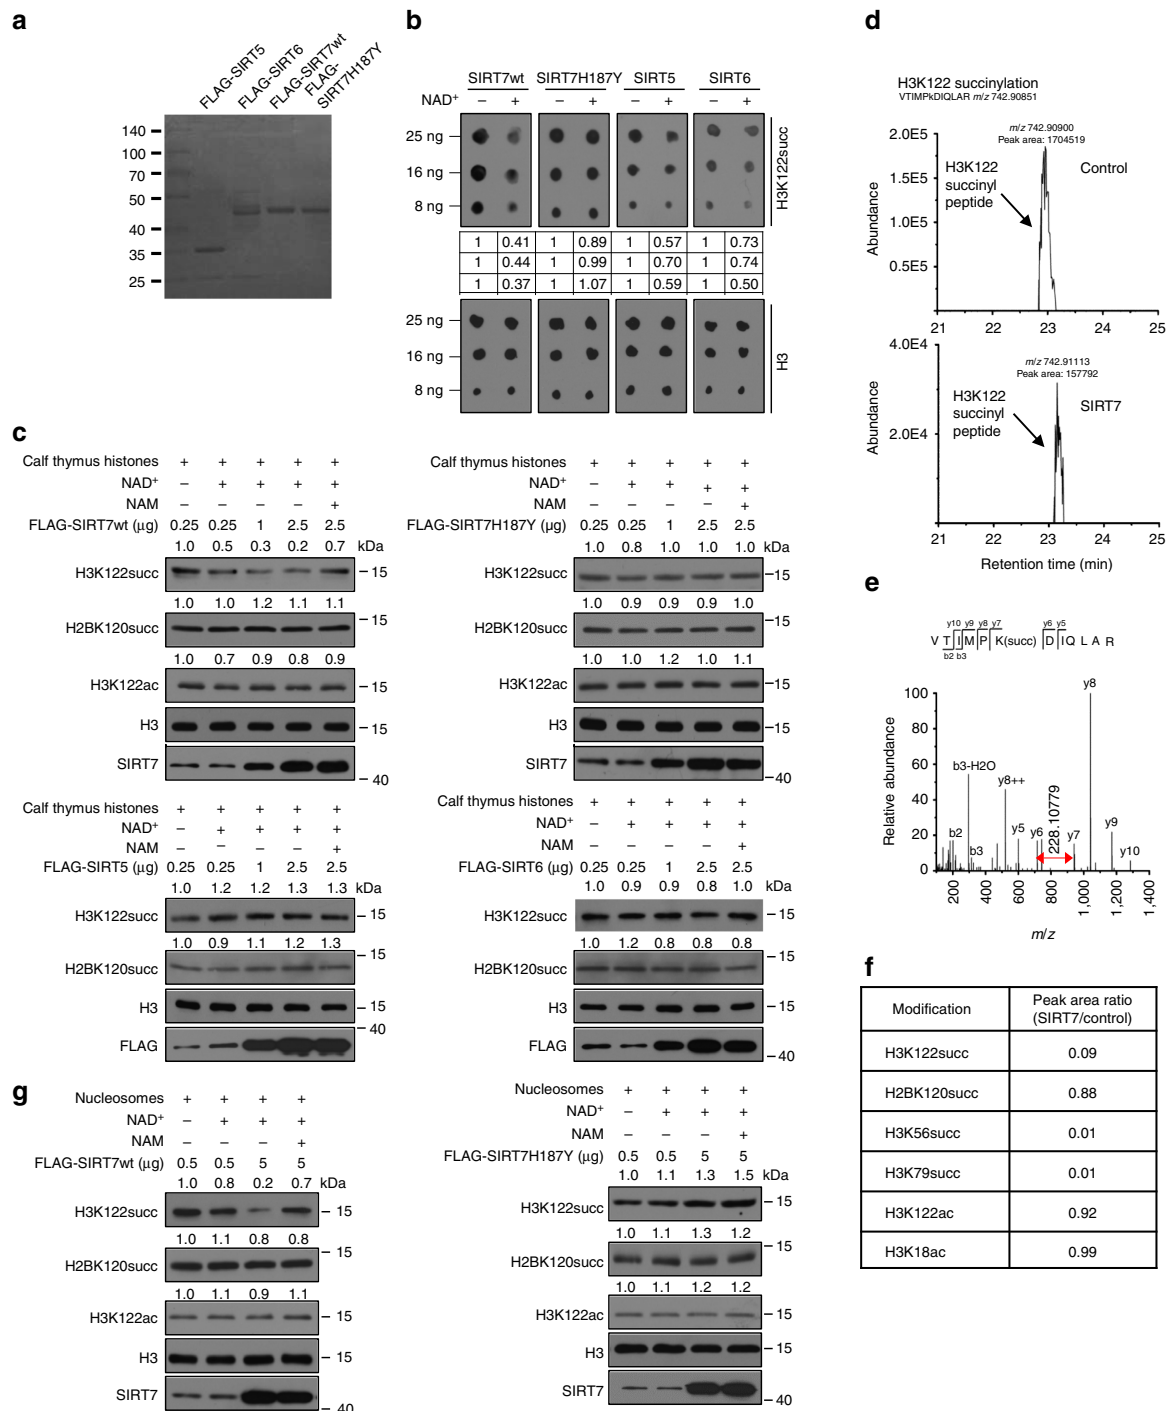 a
FLAG-SIRT5
FLAG-SIRT6
FLAG-SIRT7wt
FLAG-
SIRT7H187Y
140
100
70
50
40
35
25
b
SIRT7wt SIRT7H187Y SIRT5 SIRT6
NAD+ – + – + – + – +
25 ng
16 ng
8 ng
H3K122succ
1 0.41 1 0.89 1 0.57 1 0.73
1 0.44 1 0.99 1 0.70 1 0.74
1 0.37 1 1.07 1 0.59 1 0.50
25 ng
16 ng
8 ng
H3
c
Calf thymus histones + + + + +
NAD+ – + + + +
NAM – – – – +
FLAG-SIRT7wt (µg) 0.25 0.25 1 2.5 2.5
1.0 0.5 0.3 0.2 0.7 kDa
H3K122succ 15
1.0 1.0 1.2 1.1 1.1
H2BK120succ 15
1.0 0.7 0.9 0.8 0.9
H3K122ac 15
H3 15
SIRT7 40
Calf thymus histones + + + + +
NAD+ – + + + +
NAM – – – – +
FLAG-SIRT7H187Y (µg) 0.25 0.25 1 2.5 2.5
1.0 0.8 1.0 1.0 1.0 kDa
H3K122succ 15
1.0 0.9 0.9 0.9 1.0
H2BK120succ 15
1.0 1.0 1.2 1.0 1.1
H3K122ac 15
H3 15
SIRT7 40
Calf thymus histones + + + + +
NAD+ – + + + +
NAM – – – – +
FLAG-SIRT5 (µg) 0.25 0.25 1 2.5 2.5
1.0 1.2 1.2 1.3 1.3 kDa
H3K122succ 15
1.0 0.9 1.1 1.2 1.3
H2BK120succ 15
H3 15
FLAG 40
Calf thymus histones + + + + +
NAD+ – + + + +
NAM – – – – +
FLAG-SIRT6 (µg) 0.25 0.25 1 2.5 2.5
1.0 0.9 0.9 0.8 1.0 kDa
H3K122succ 15
1.0 1.2 0.8 0.8 0.8
H2BK120succ 15
H3 15
FLAG 40
d
H3K122 succinylation
VTIMPkDIQLAR m/z 742.90851
Abundance
2.0E5
1.5E5
1.0E5
0.5E5
m/z 742.90900
Peak area: 1704519
H3K122
succinyl
peptide
Control
21 22 23 24 25
Abundance
4.0E4
2.0E4
m/z 742.91113
Peak area: 157792
H3K122
succinyl
peptide
SIRT7
21 22 23 24 25
Retention time (min)
e
y10 y9 y8 y7 y6 y5
V T I M P K(succ) D IQ L A R
b2 b3
Relative abundance
100
80
60
40
20
0
b2
b3-H2O
b3
y8++
y5
y6
228.10779
y7
y8
y9
y10
200 400 600 800 1,000 1,200 1,400
m/z
f
Modification Peak area ratio
(SIRT7/control)
H3K122succ 0.09
H2BK120succ 0.88
H3K56succ 0.01
H3K79succ 0.01
H3K122ac 0.92
H3K18ac 0.99
g
Nucleosomes + + + +
NAD+ – + + +
NAM – – – +
FLAG-SIRT7wt (µg) 0.5 0.5 5 5
1.0 0.8 0.2 0.7 kDa
H3K122succ 15
1.0 1.1 0.8 0.8
H2BK120succ 15
1.0 1.1 0.9 1.1
H3K122ac 15
H3 15
SIRT7 40
Nucleosomes + + + +
NAD+ – + + +
NAM – – – +
FLAG-SIRT7H187Y (µg) 0.5 0.5 5 5
1.0 1.1 1.3 1.5 kDa
H3K122succ 15
1.0 1.1 1.3 1.2
H2BK120succ 15
1.0 1.1 1.2 1.2
H3K122ac 15
H3 15
SIRT7 40